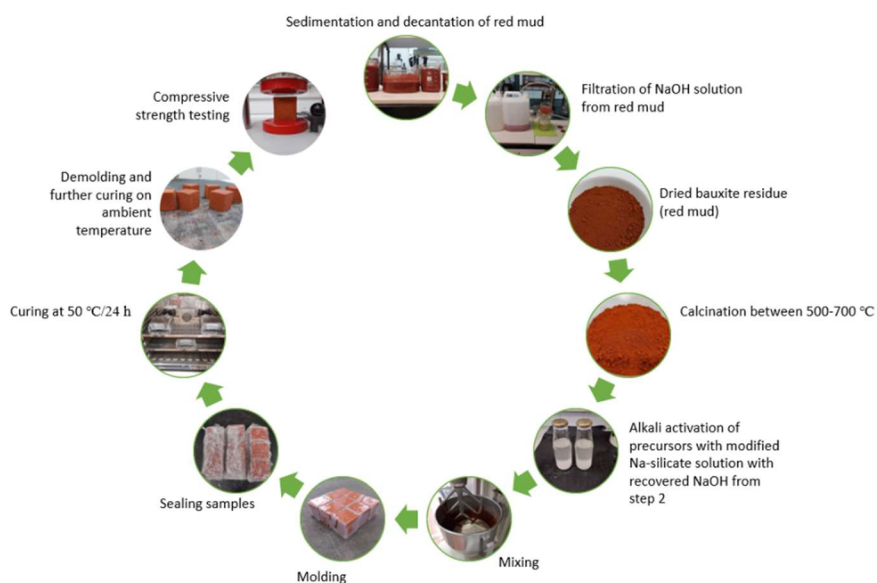 Sedimentation and decantation of red mud
Filtration of NaOH solution
from red mud
Dried bauxite residue
(red mud)
Calcination between 500-700 °C
Alkali activation of
precursors with modified
Na-silicate solution with
recovered NaOH from
step 2
Mixing
Molding
Sealing samples
Curing at 50 °C/24 h
Demolding and
further curing on
ambient
temperature
Compressive
strength testing